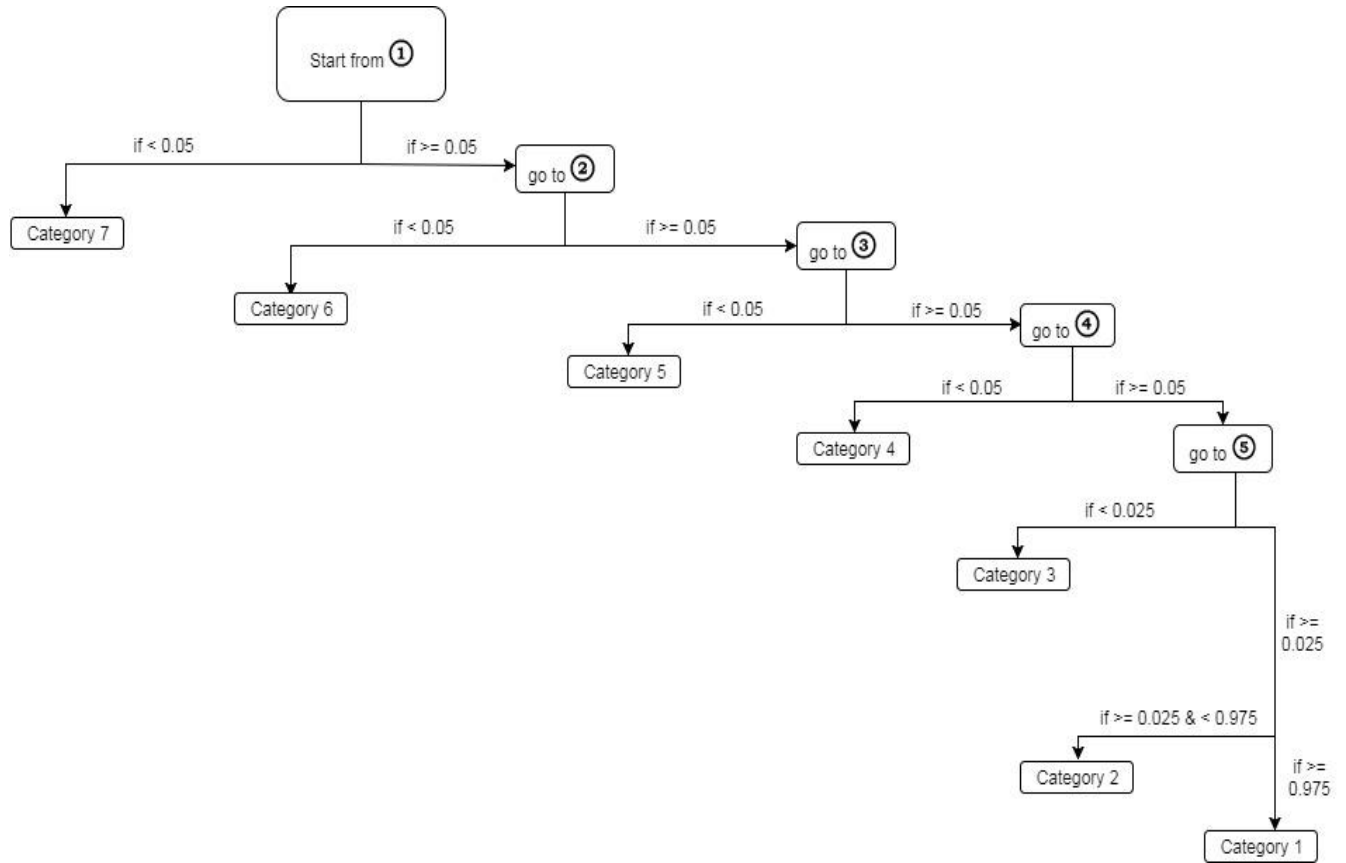 Start from ①
if < 0.05
if >= 0.05
go to ②
Category 7
if < 0.05
if >= 0.05
go to ③
Category 6
if < 0.05
if >= 0.05
go to ④
Category 5
if < 0.05
if >= 0.05
Category 4
go to ⑤
if < 0.025
Category 3
if >=
0.025
if >= 0.025 & < 0.975
Category 2
if >=
0.975
Category 1